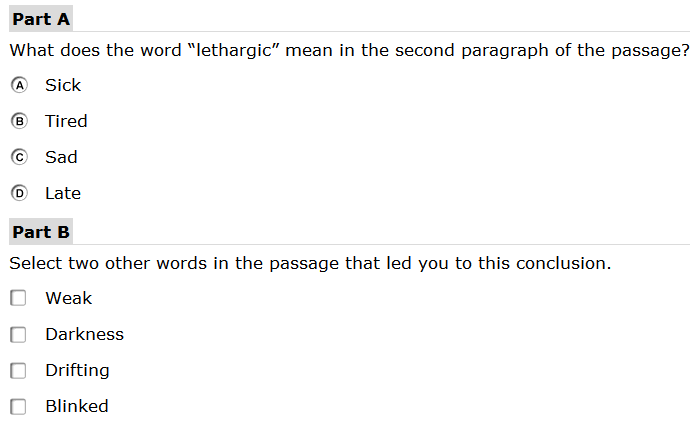 Part A
What does the word “lethargic” mean in the second paragraph of the passage?
A Sick
B Tired
C Sad
D Late
Part B
Select two other words in the passage that led you to this conclusion.
Weak
Darkness
Drifting
Blinked